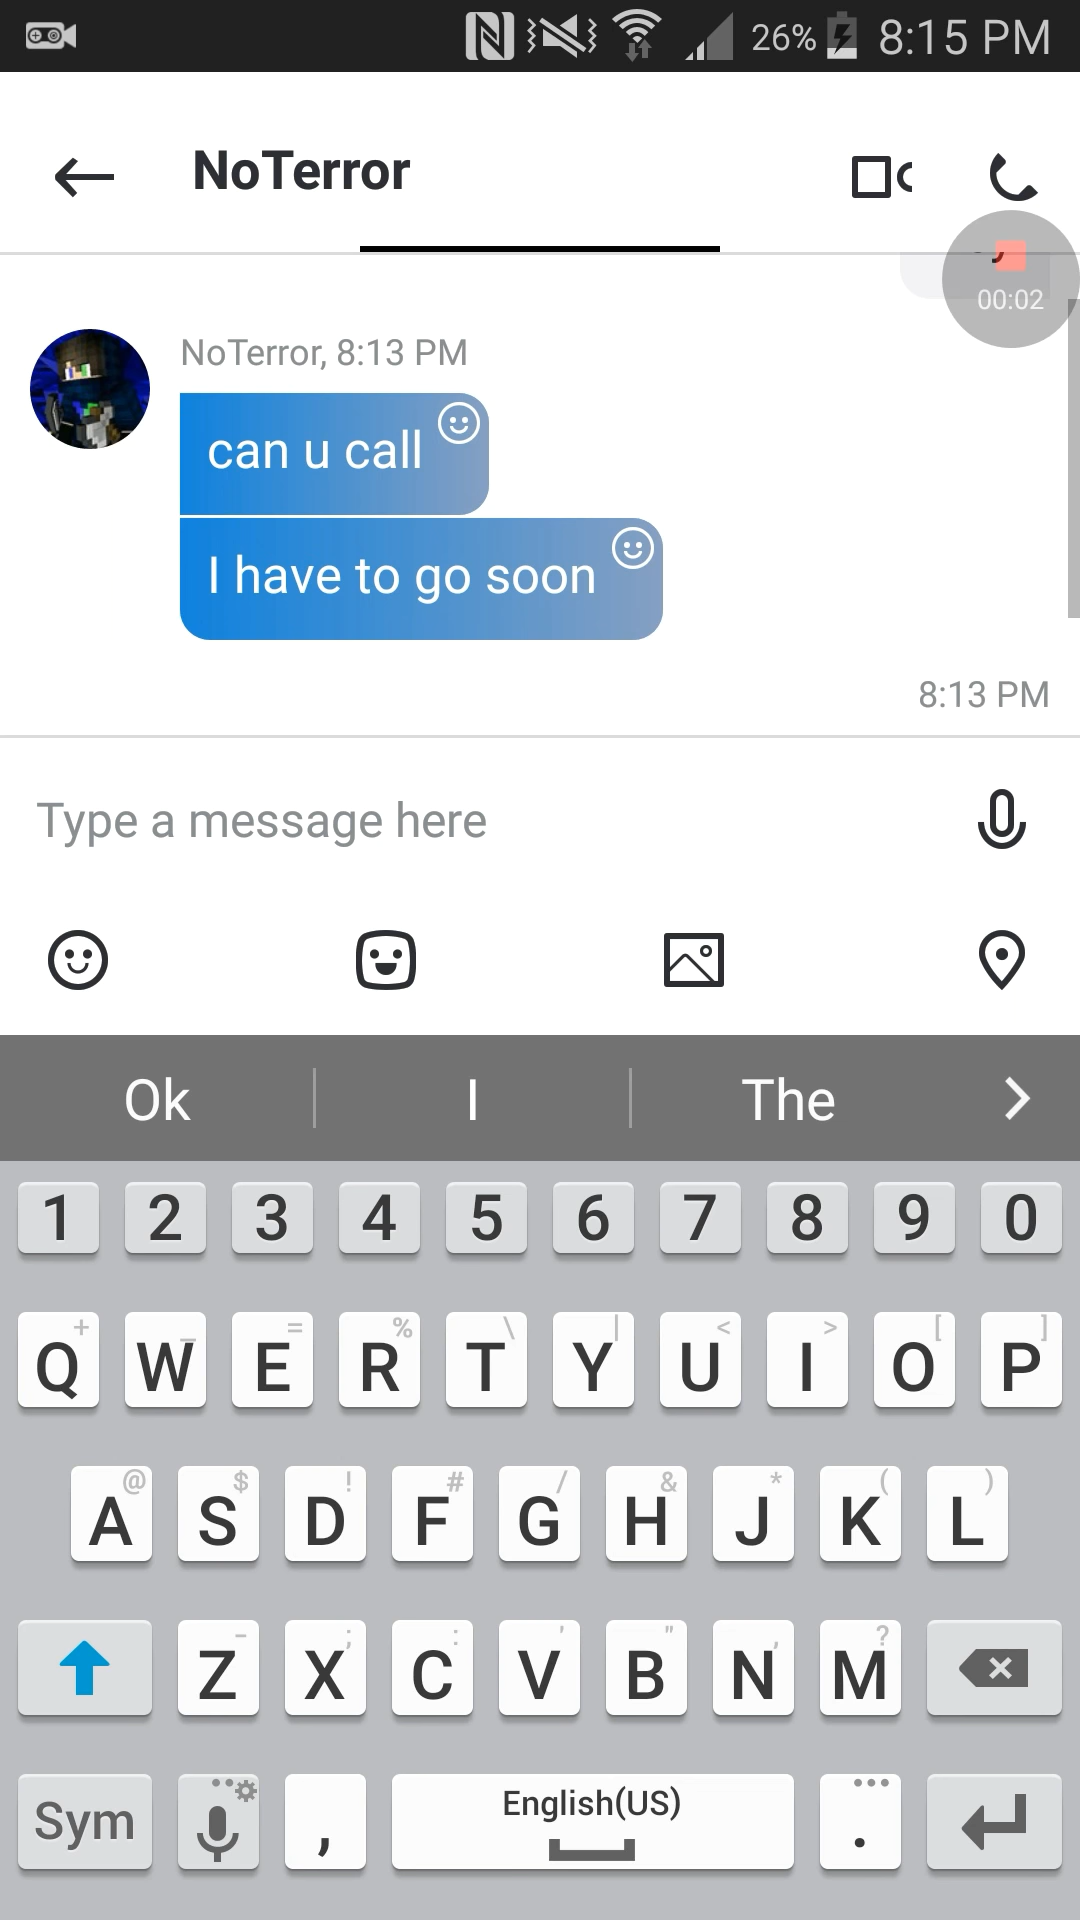 26% 8:15 PM
NoTerror
00:02
NoTerror, 8:13 PM
can u call
I have to go soon
8:13 PM
Type a message here
Ok I The
1 2 3 4 5 6 7 8 9 0
+ _ = % \ | < > [ ]
Q W E R T Y U I O P
@ $ ! # / & * ( )
A S D F G H J K L
- ; : ' " , ?
Z X C V B N M
Sym , English(US) .